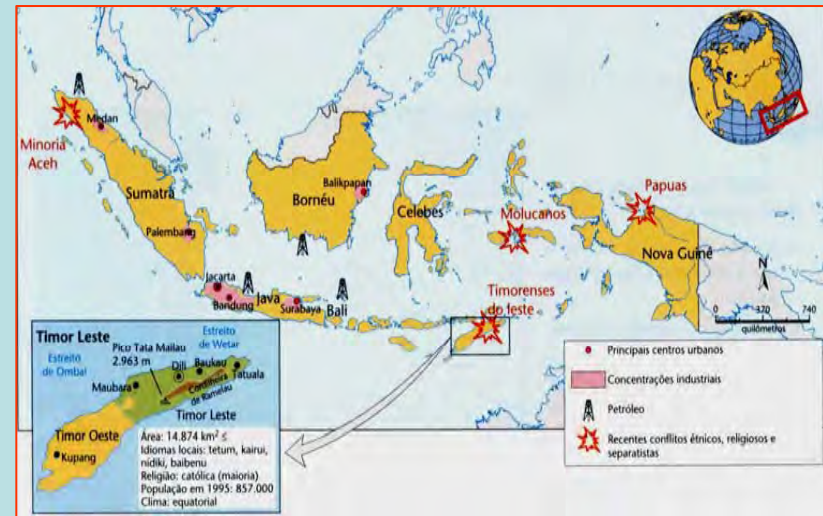 Minoria
Aceh
Medan
Sumatra
Palembang
Jacarta
Bandung
Java
Surabaya
Bali
Bornéu
Balikpapan
Celebes
Molucanos
Papuas
Nova Guiné
Timorenses
do leste
N
0 370 740
quilômetros
Principais centros urbanos
Concentrações industriais
Petróleo
Recentes conflitos étnicos, religiosos e
separatistas
Timor Leste
Estreito
de Wetar
Pico Tata Mailau
2.963 m
Estreito
de Ombai
Dili
Baukau
Tatuala
Maubara
Cordilheira
de Ramelau
Timor Leste
Timor Oeste
Kupang
Área: 14.874 km²
Idiomas locais: tetum, kairui,
nidiki, baibenu
Religião: católica (maioria)
População em 1995: 857.000
Clima: equatorial